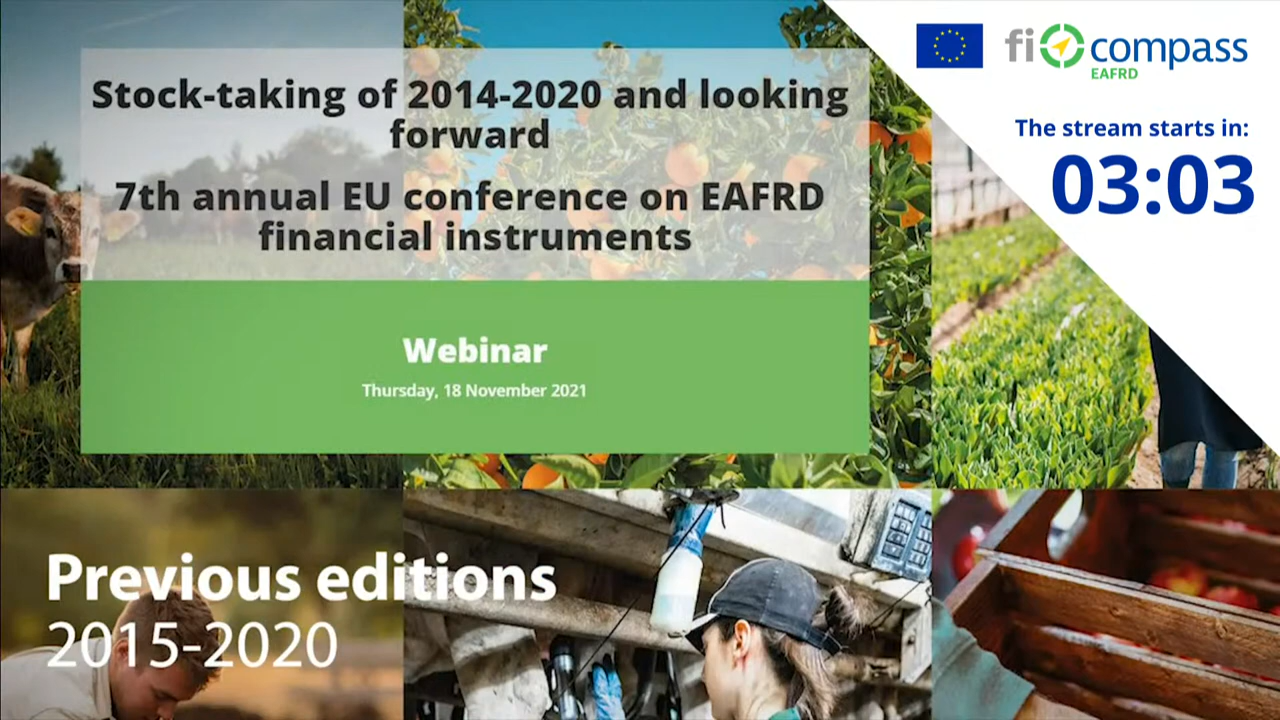 Stock-taking of 2014-2020 and looking
forward
7th annual EU conference on EAFRD
financial instruments
Webinar
Thursday, 18 November 2021
fi compass
EAFRD
The stream starts in:
03:03
Previous editions
2015-2020